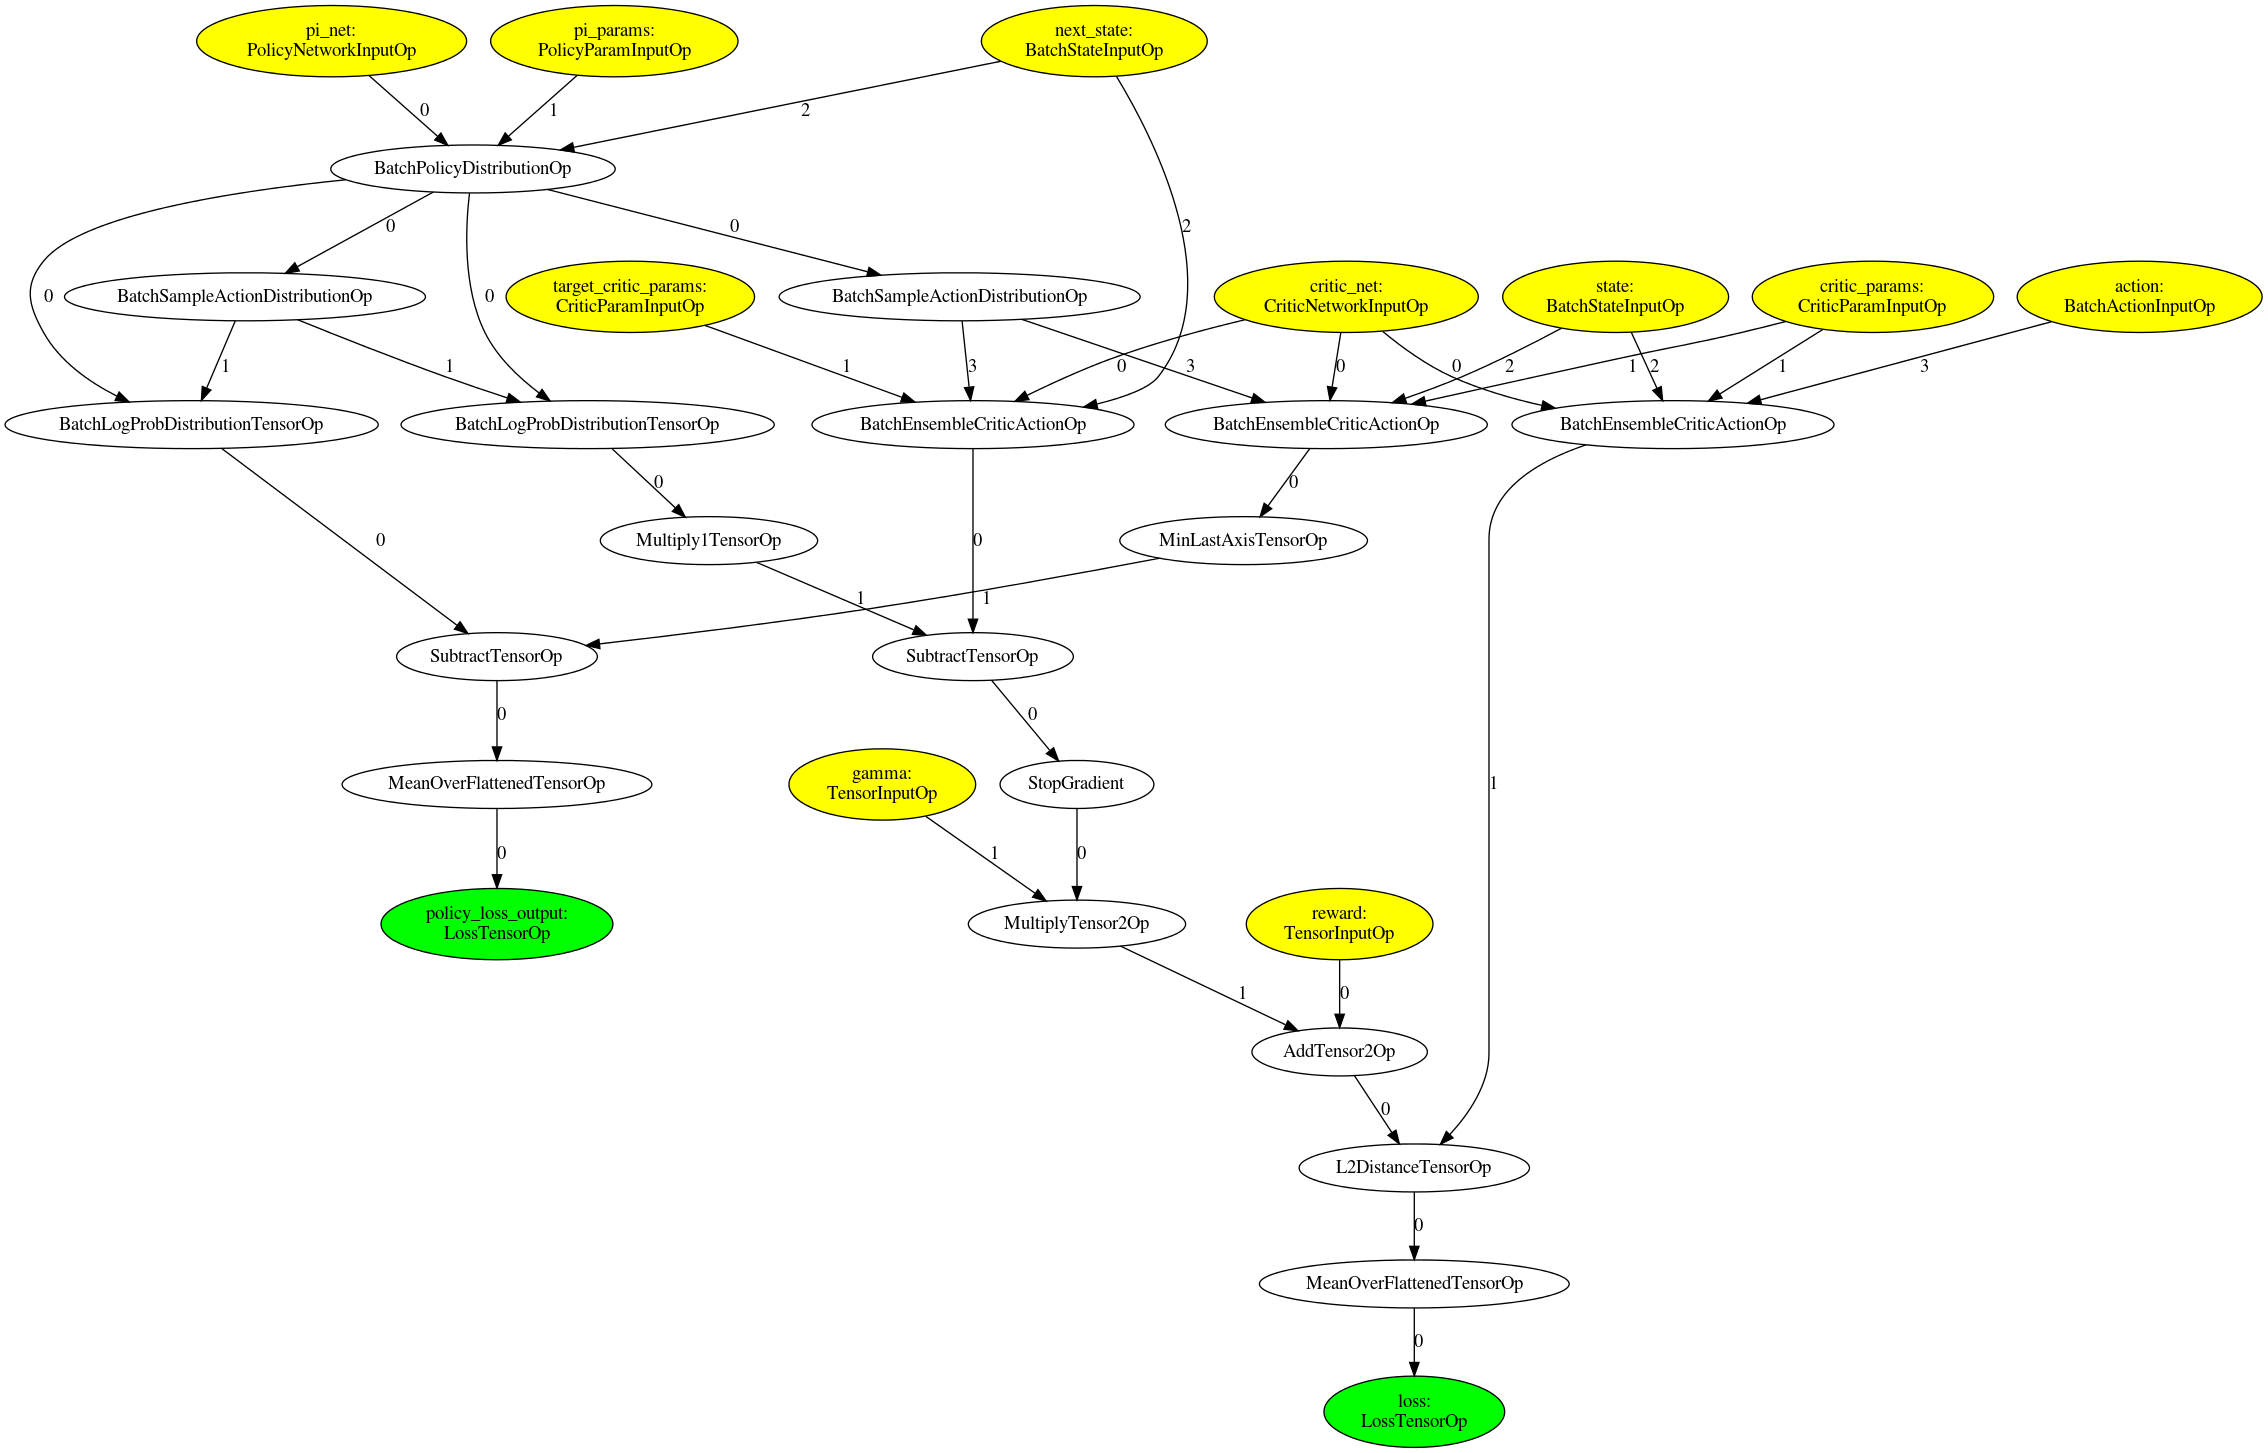 pi_net:
PolicyNetworkInputOp
pi_params:
PolicyParamInputOp
next_state:
BatchStateInputOp
0
1
2
BatchPolicyDistributionOp
0
0
2
0
0
BatchSampleActionDistributionOp
target_critic_params:
CriticParamInputOp
BatchSampleActionDistributionOp
critic_net:
CriticNetworkInputOp
state:
BatchStateInputOp
critic_params:
CriticParamInputOp
action:
BatchActionInputOp
1
1
1
3
0
3
0
0
2
1
2
1
3
BatchLogProbDistributionTensorOp
BatchLogProbDistributionTensorOp
BatchEnsembleCriticActionOp
BatchEnsembleCriticActionOp
BatchEnsembleCriticActionOp
0
0
0
Multiply1TensorOp
0
MinLastAxisTensorOp
1
1
SubtractTensorOp
SubtractTensorOp
0
0
MeanOverFlattenedTensorOp
gamma:
TensorInputOp
StopGradient
1
0
1
0
policy_loss_output:
LossTensorOp
MultiplyTensor2Op
reward:
TensorInputOp
1
0
AddTensor2Op
0
L2DistanceTensorOp
0
MeanOverFlattenedTensorOp
0
loss:
LossTensorOp